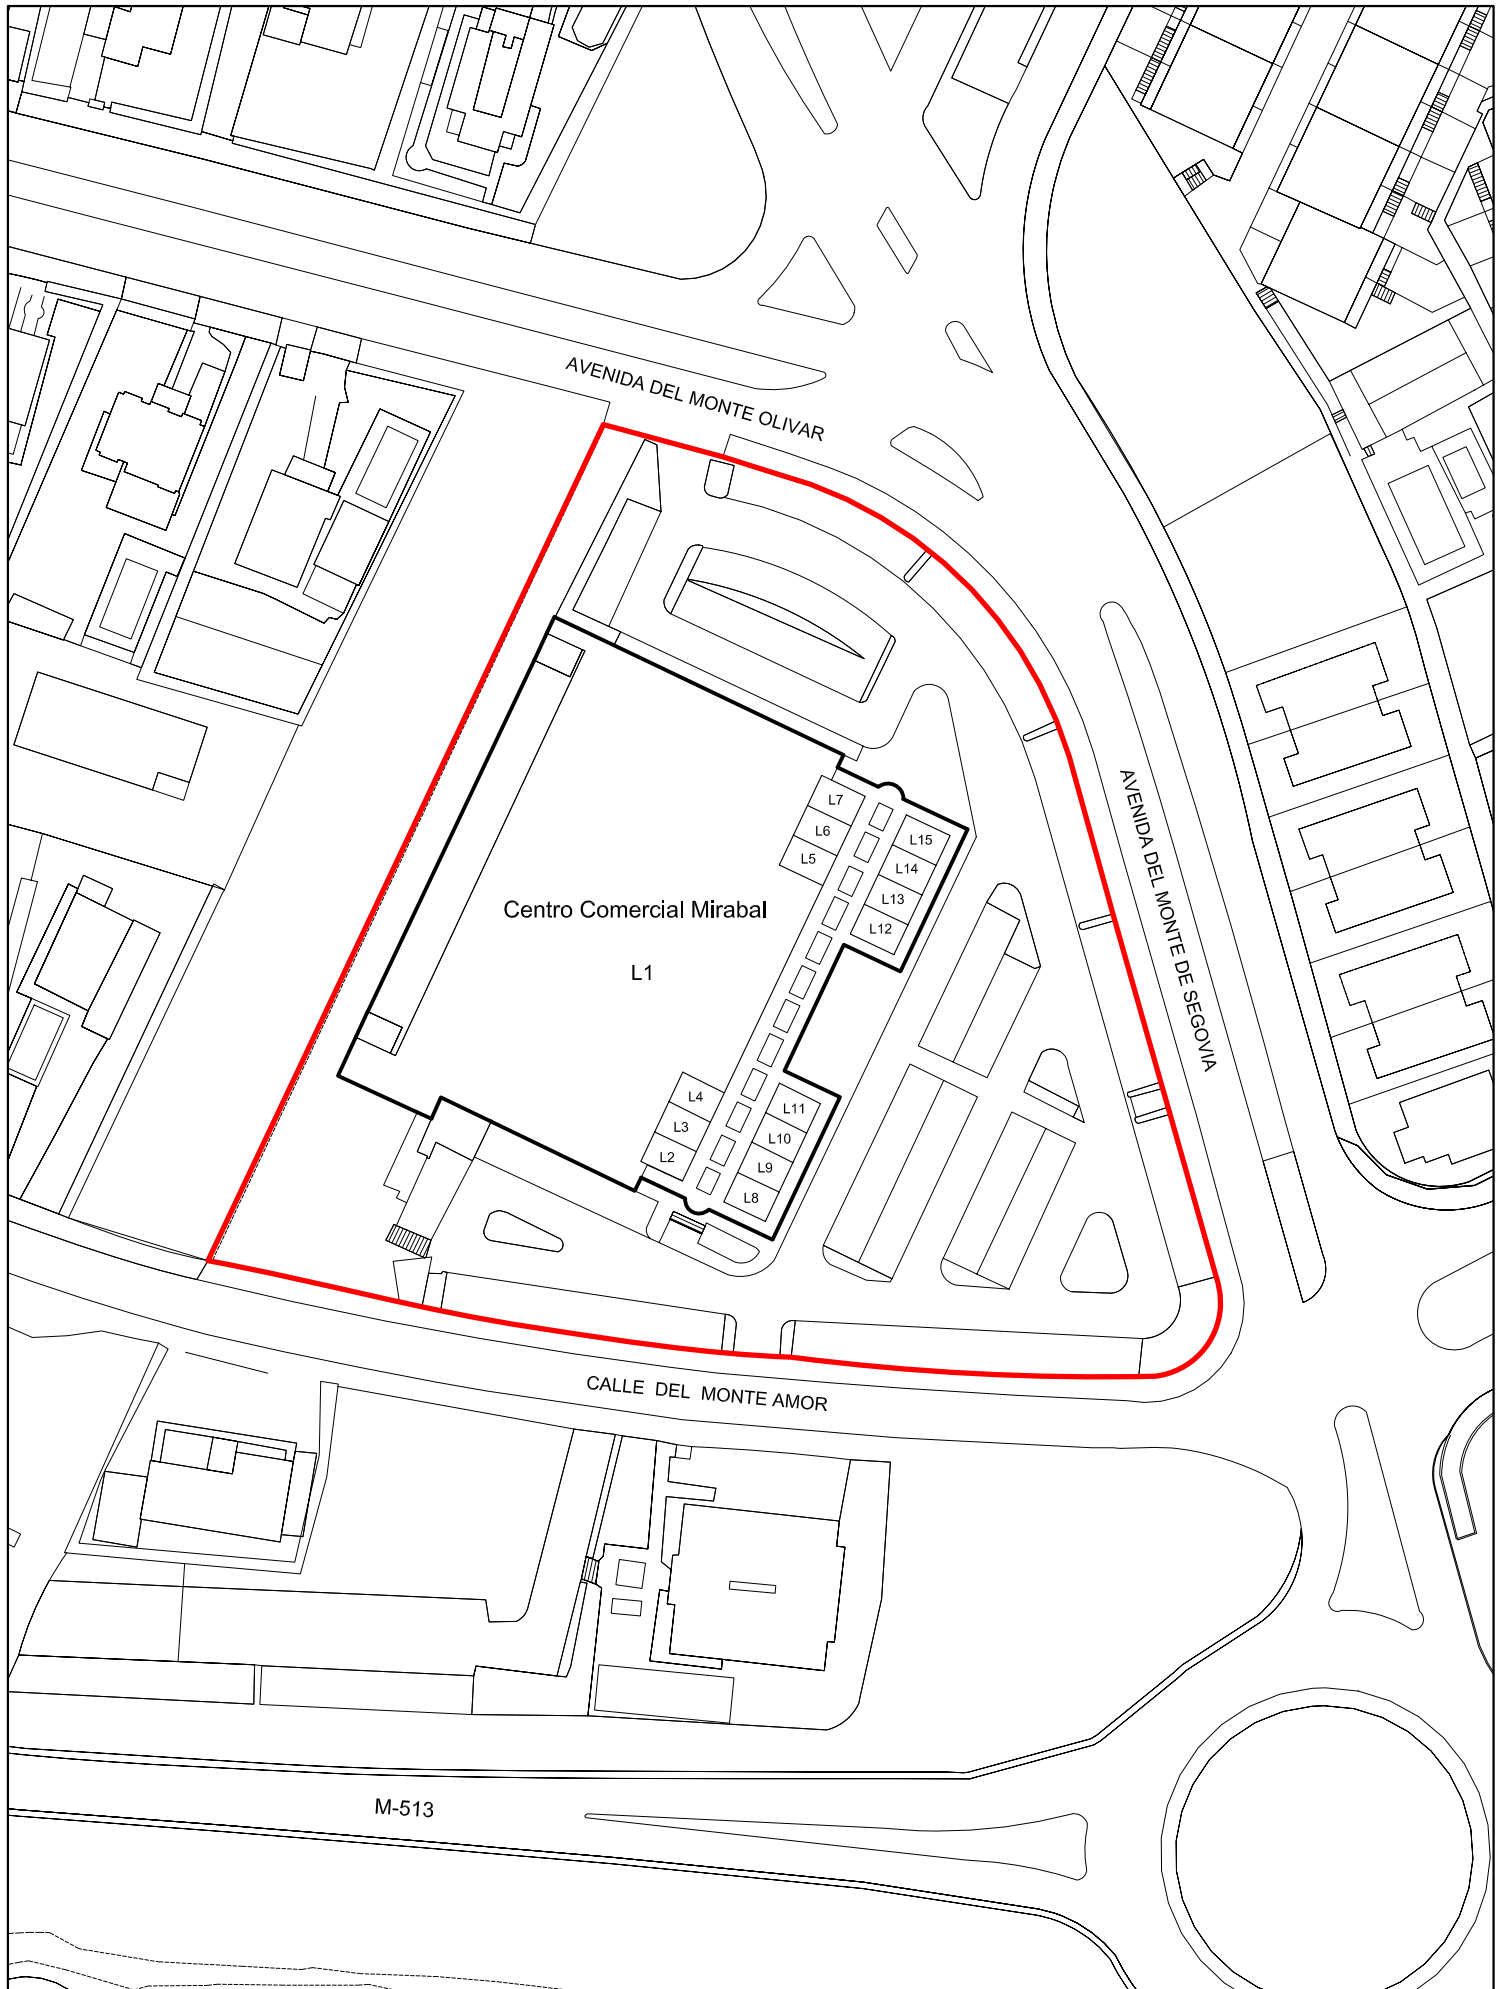 AVENIDA DEL MONTE OLIVAR
AVENIDA DEL MONTE DE SEGOVIA
L7
L6
L5
L15
L14
L13
L12
Centro Comercial Mirabal
L1
L4
L3
L2
L11
L10
L9
L8
CALLE DEL MONTE AMOR
M-513